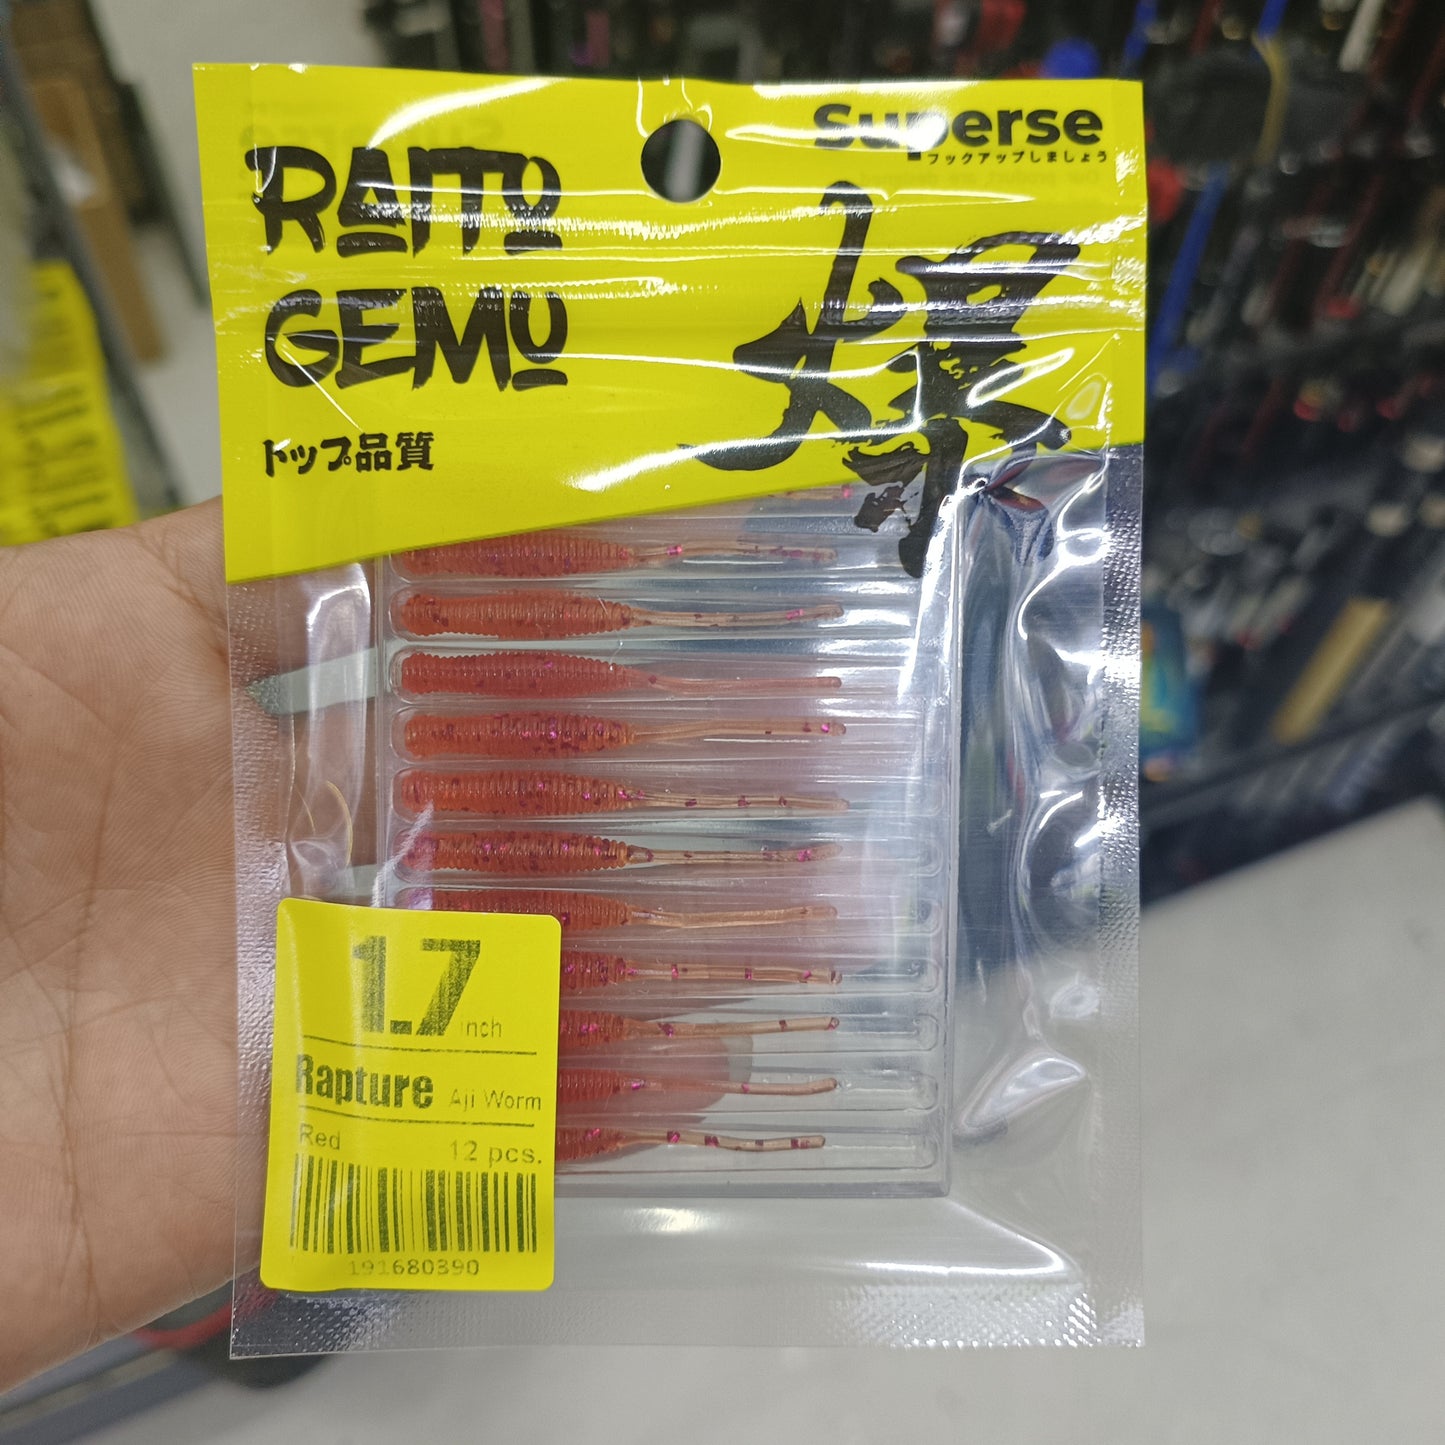 Superse
フックアップしましょう
RAITO
GEMO
トップ品質
爆
1.7 inch
Rapture Aji Worm
Red 12 pcs.
191680390